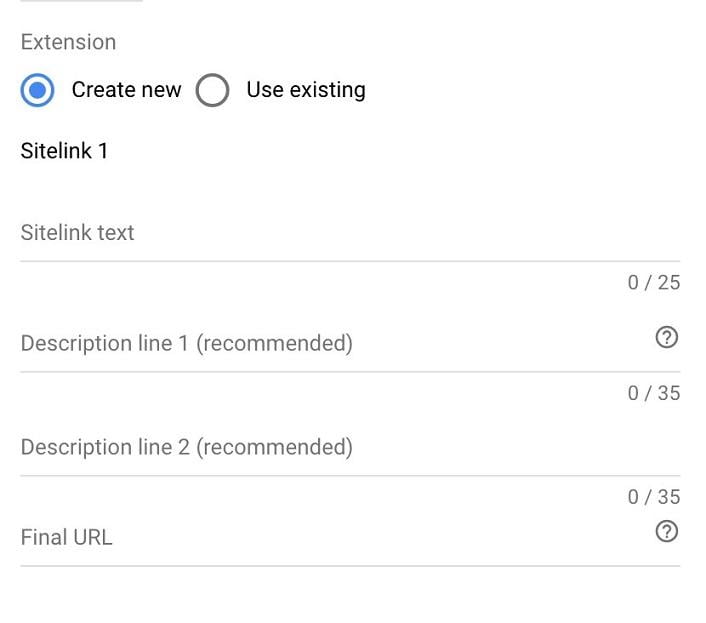 Extension
Create new Use existing
Sitelink 1
Sitelink text
0 / 25
Description line 1 (recommended) ?
0 / 35
Description line 2 (recommended)
0 / 35
Final URL ?